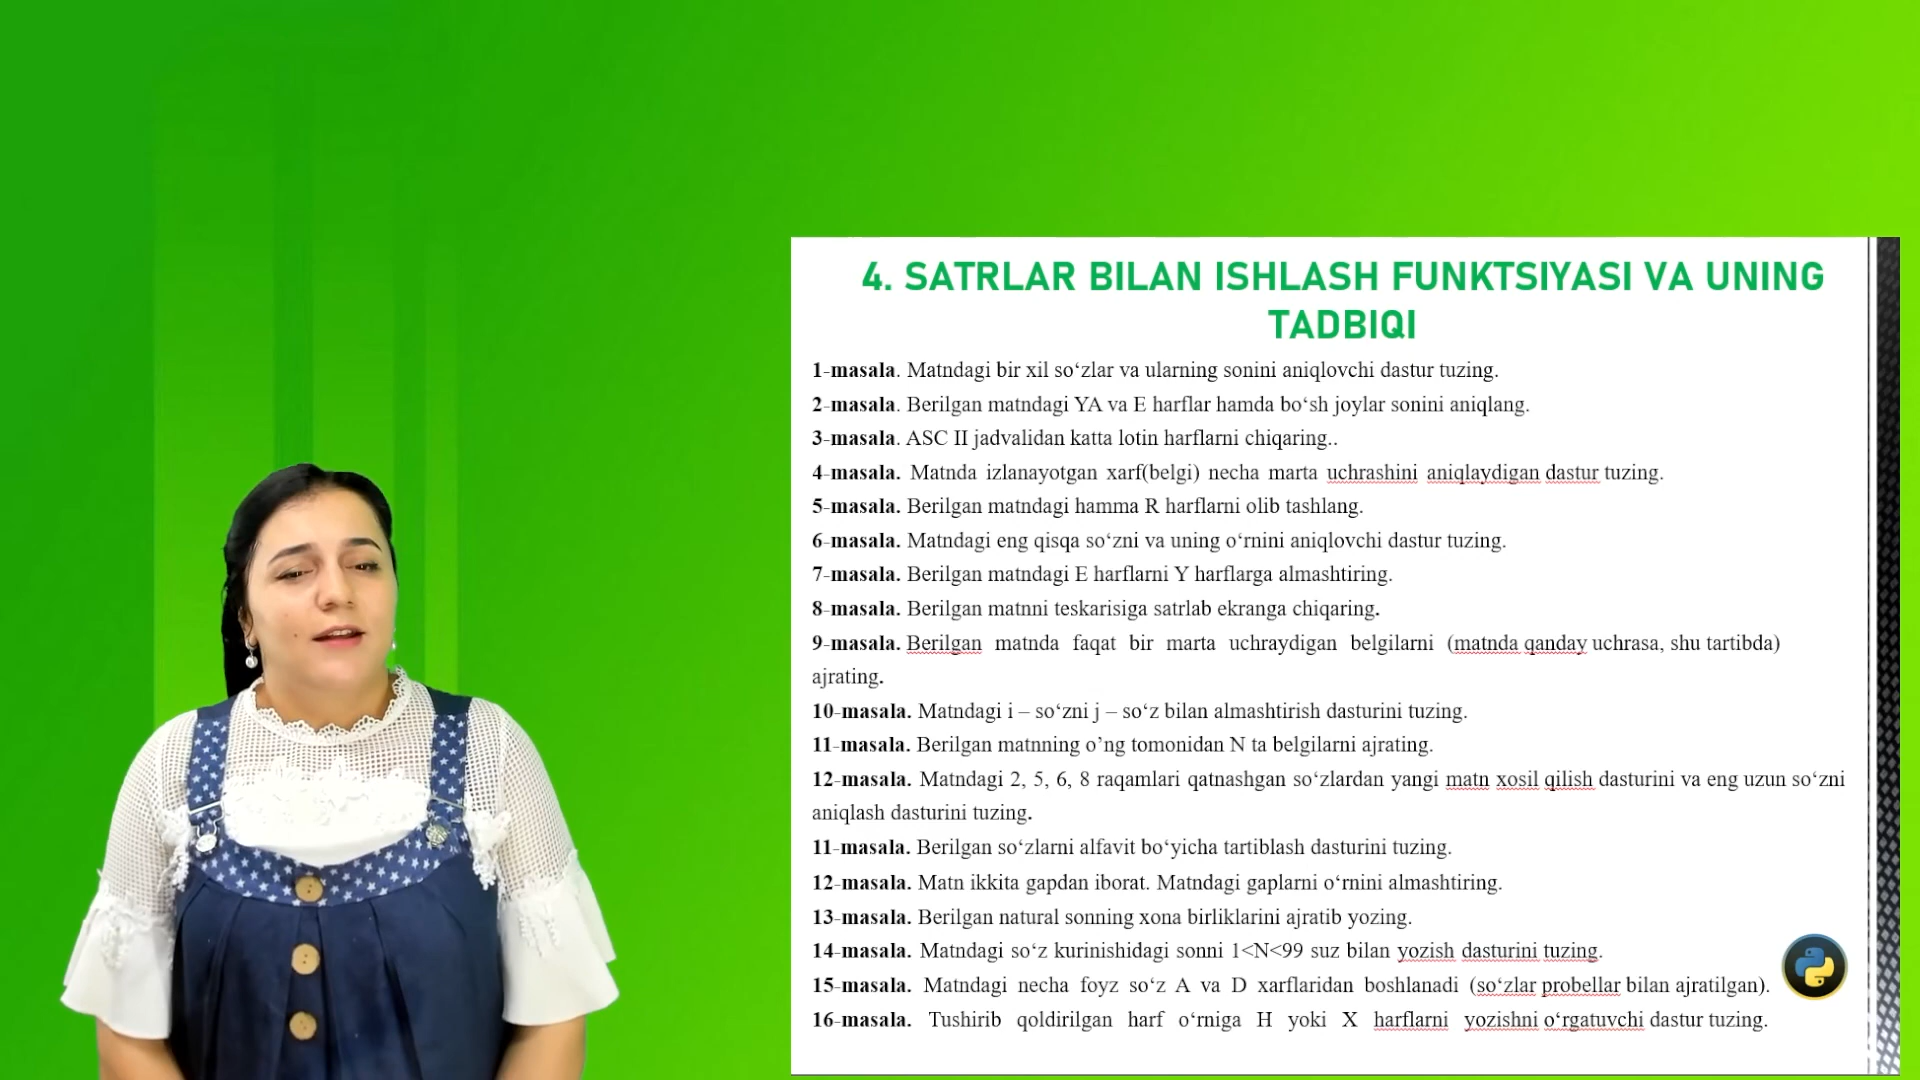 4. SATRLAR BILAN ISHLASH FUNKTSIYASI VA UNING
TADBIQI
1-masala. Matndagi bir xil so‘zlar va ularning sonini aniqlovchi dastur tuzing.
2-masala. Berilgan matndagi YA va E harflar hamda bo‘sh joylar sonini aniqlang.
3-masala. ASC II jadvalidan katta lotin harflarni chiqaring..
4-masala. Matnda izlanayotgan xarf(belgi) necha marta uchrashini aniqlaydigan dastur tuzing.
5-masala. Berilgan matndagi hamma R harflarni olib tashlang.
6-masala. Matndagi eng qisqa so‘zni va uning o‘rnini aniqlovchi dastur tuzing.
7-masala. Berilgan matndagi E harflarni Y harflarga almashtiring.
8-masala. Berilgan matnni teskarisiga satrlab ekranga chiqaring.
9-masala. Berilgan matnda faqat bir marta uchraydigan belgilarni (matnda qanday uchrasa, shu tartibda)
ajrating.
10-masala. Matndagi i – so‘zni j – so‘z bilan almashtirish dasturini tuzing.
11-masala. Berilgan matnning o’ng tomonidan N ta belgilarni ajrating.
12-masala. Matndagi 2, 5, 6, 8 raqamlari qatnashgan so‘zlardan yangi matn xosil qilish dasturini va eng uzun so‘zni
aniqlash dasturini tuzing.
11-masala. Berilgan so‘zlarni alfavit bo‘yicha tartiblash dasturini tuzing.
12-masala. Matn ikkita gapdan iborat. Matndagi gaplarni o‘rnini almashtiring.
13-masala. Berilgan natural sonning xona birliklarini ajratib yozing.
14-masala. Matndagi so‘z kurinishidagi sonni 1<N<99 suz bilan yozish dasturini tuzing.
15-masala. Matndagi necha foyz so‘z A va D xarflaridan boshlanadi (so‘zlar probellar bilan ajratilgan).
16-masala. Tushirib qoldirilgan harf o‘rniga H yoki X harflarni yozishni o‘rgatuvchi dastur tuzing.